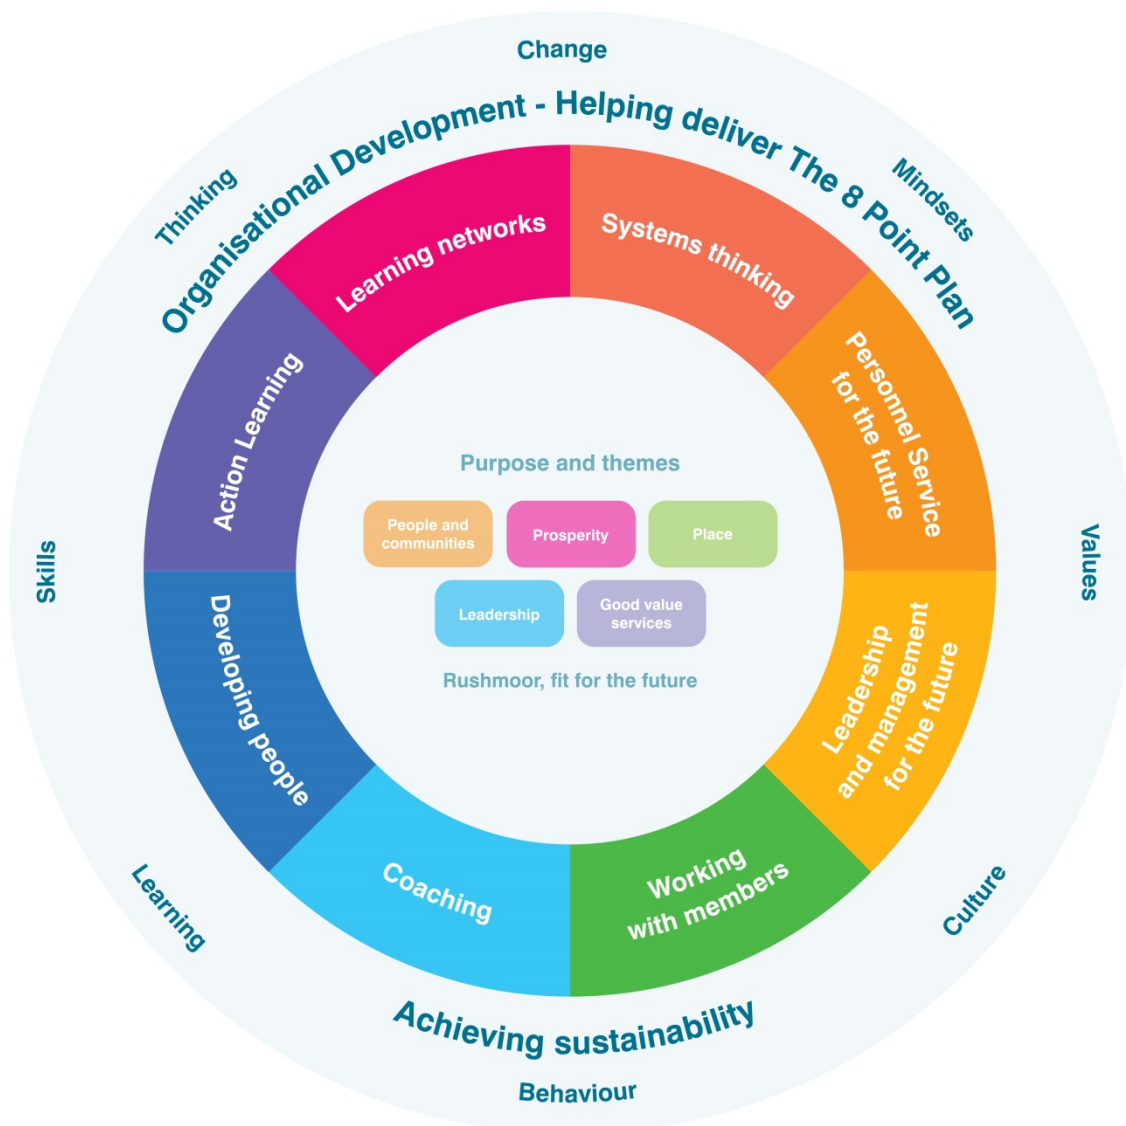 Change
Mindsets
Values
Culture
Behaviour
Learning
Skills
Thinking
Organisational Development - Helping deliver The 8 Point Plan
Systems thinking
Personnel Service
for the future
Leadership
and management
for the future
Working
with members
Coaching
Developing people
Action Learning
Learning networks
Purpose and themes
People and
communities
Prosperity
Place
Leadership
Good value
services
Rushmoor, fit for the future
Achieving sustainability